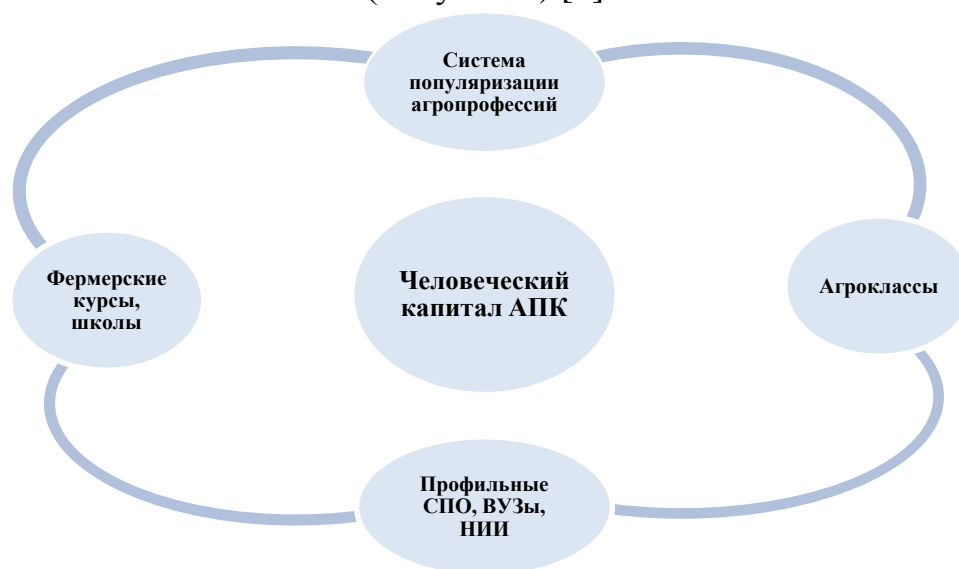 Система
популяризации
агропрофессий
Фермерские
курсы,
школы
Человеческий
капитал АПК
Агроклассы
Профильные
СПО, ВУЗы,
НИИ